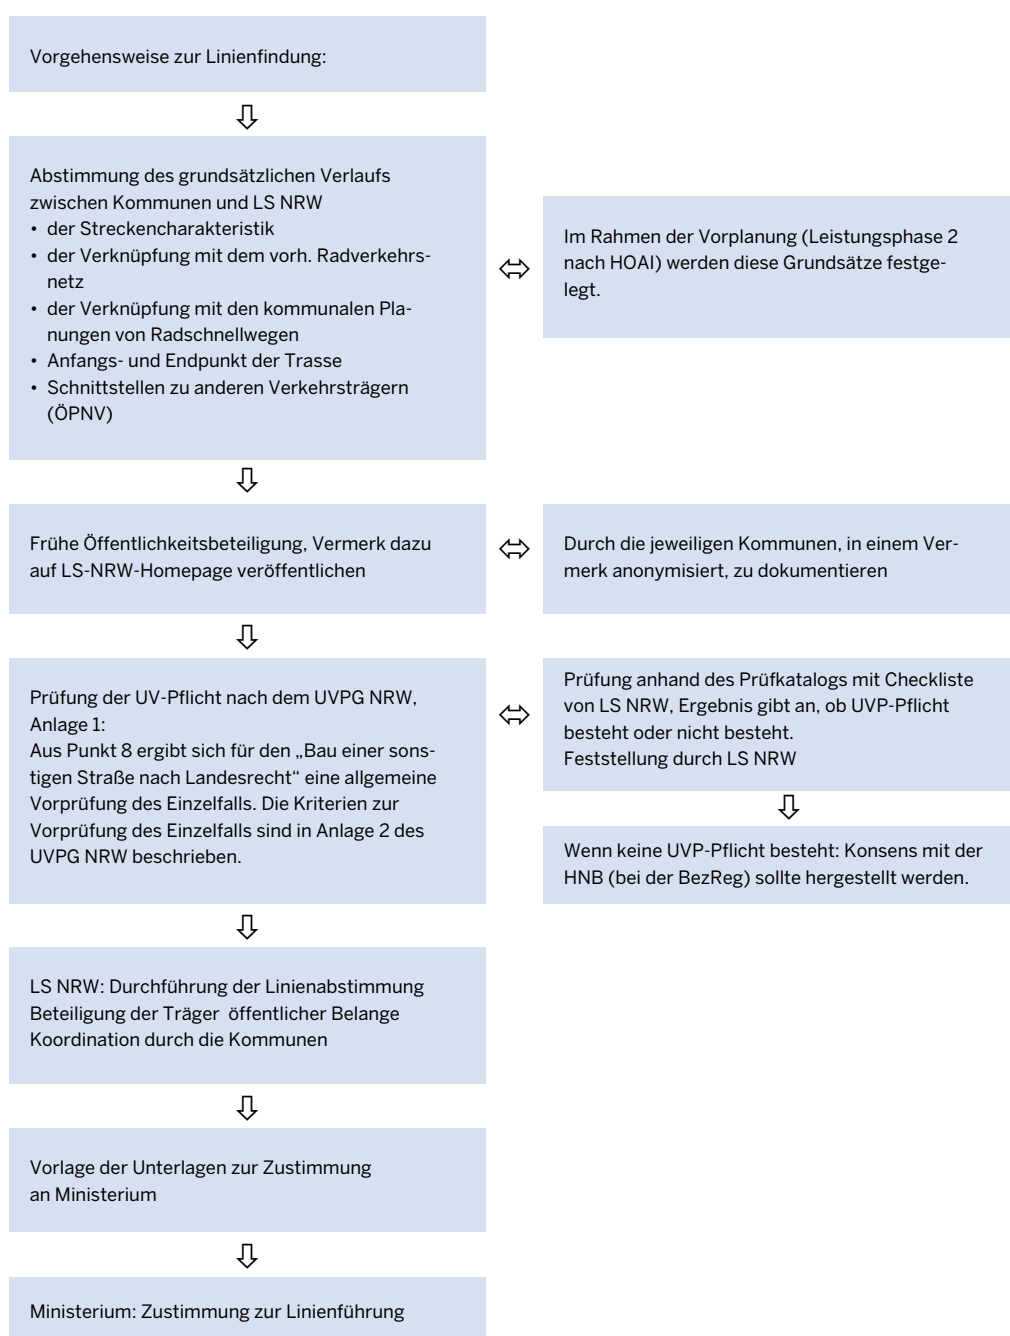 Vorgehensweise zur Linienfindung:
Abstimmung des grundsätzlichen Verlaufs
zwischen Kommunen und LS NRW
• der Streckencharakteristik
• der Verknüpfung mit dem vorh. Radverkehrs-
netz
• der Verknüpfung mit den kommunalen Pla-
nungen von Radschnellwegen
• Anfangs- und Endpunkt der Trasse
• Schnittstellen zu anderen Verkehrsträgern
(ÖPNV)
Im Rahmen der Vorplanung (Leistungsphase 2
nach HOAI) werden diese Grundsätze festge-
legt.
Frühe Öffentlichkeitsbeteiligung, Vermerk dazu
auf LS-NRW-Homepage veröffentlichen
Durch die jeweiligen Kommunen, in einem Ver-
merk anonymisiert, zu dokumentieren
Prüfung der UV-Pflicht nach dem UVPG NRW,
Anlage 1:
Aus Punkt 8 ergibt sich für den „Bau einer sons-
tigen Straße nach Landesrecht“ eine allgemeine
Vorprüfung des Einzelfalls. Die Kriterien zur
Vorprüfung des Einzelfalls sind in Anlage 2 des
UVPG NRW beschrieben.
Prüfung anhand des Prüfkatalogs mit Checkliste
von LS NRW, Ergebnis gibt an, ob UVP-Pflicht
besteht oder nicht besteht.
Feststellung durch LS NRW
Wenn keine UVP-Pflicht besteht: Konsens mit der
HNB (bei der BezReg) sollte hergestellt werden.
LS NRW: Durchführung der Linienabstimmung
Beteiligung der Träger öffentlicher Belange
Koordination durch die Kommunen
Vorlage der Unterlagen zur Zustimmung
an Ministerium
Ministerium: Zustimmung zur Linienführung